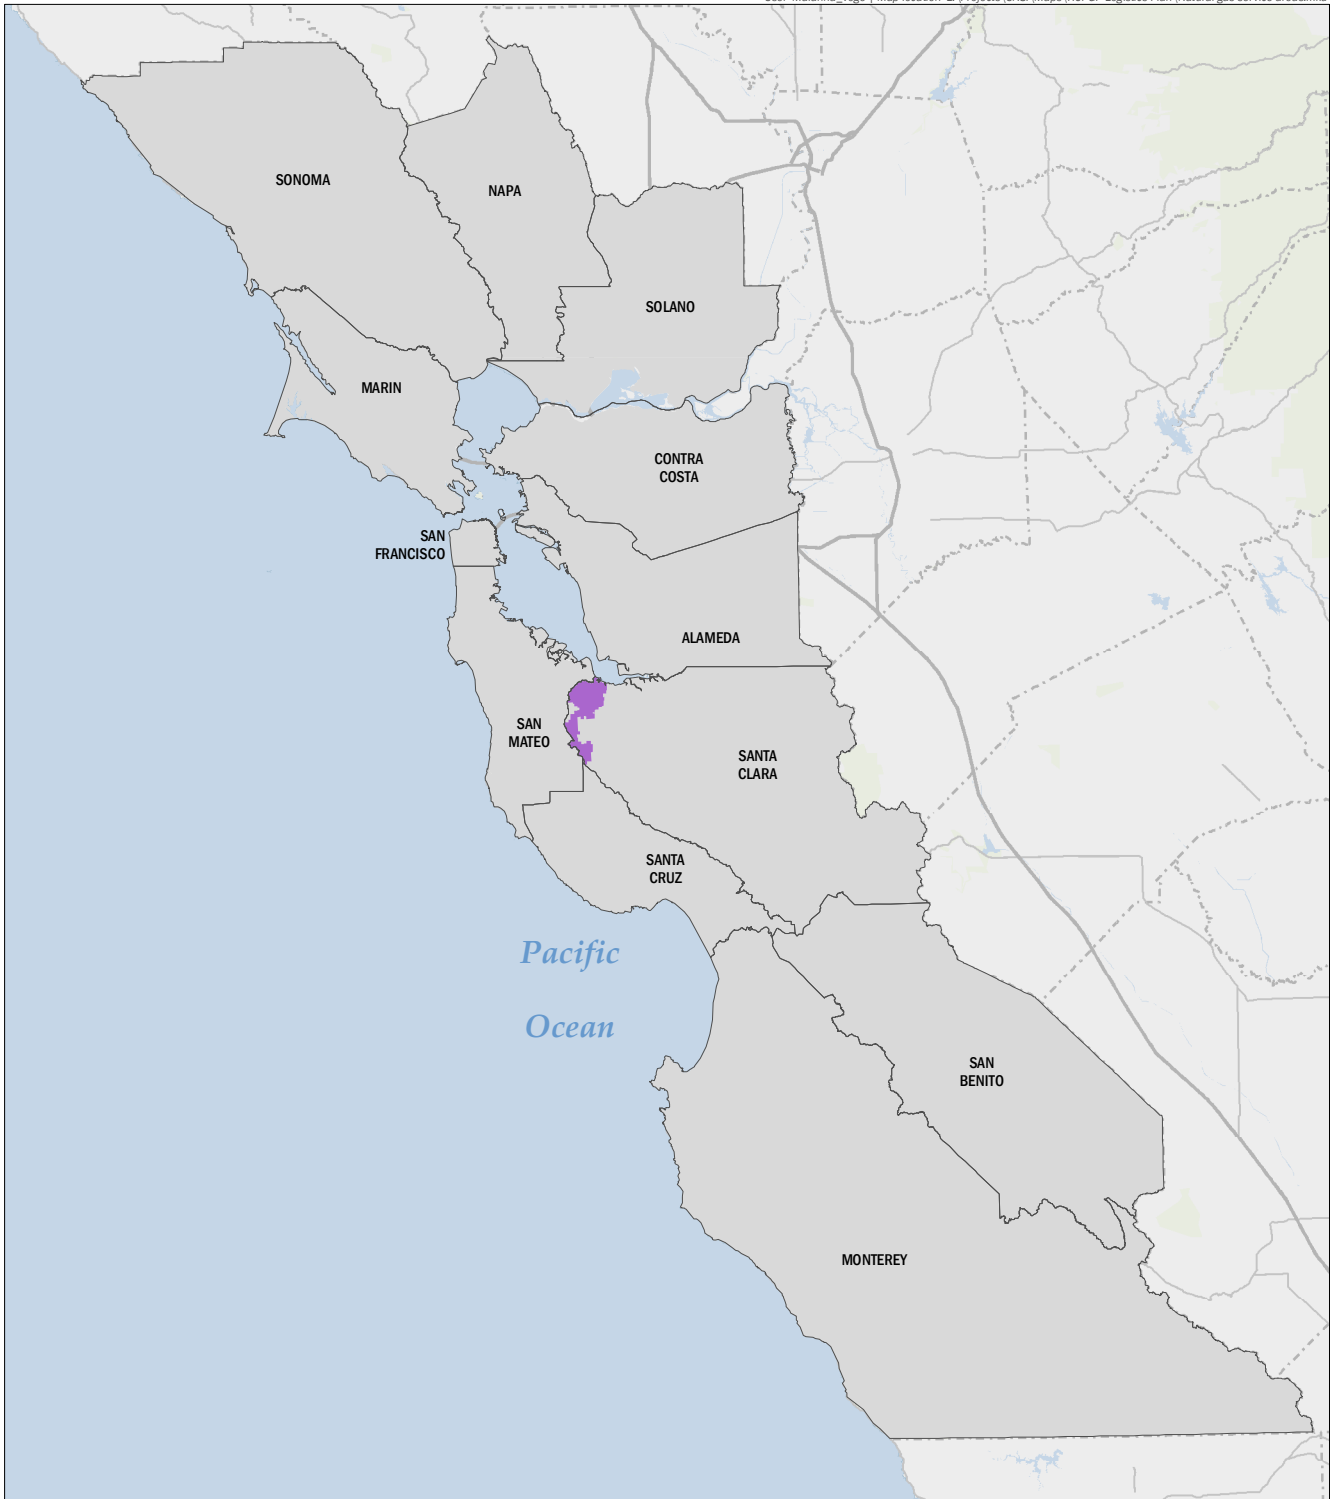 SONOMA
NAPA
SOLANO
MARIN
CONTRA
COSTA
SAN
FRANCISCO
ALAMEDA
SAN
MATEO
SANTA
CLARA
SANTA
CRUZ
Pacific
Ocean
SAN
BENITO
MONTEREY